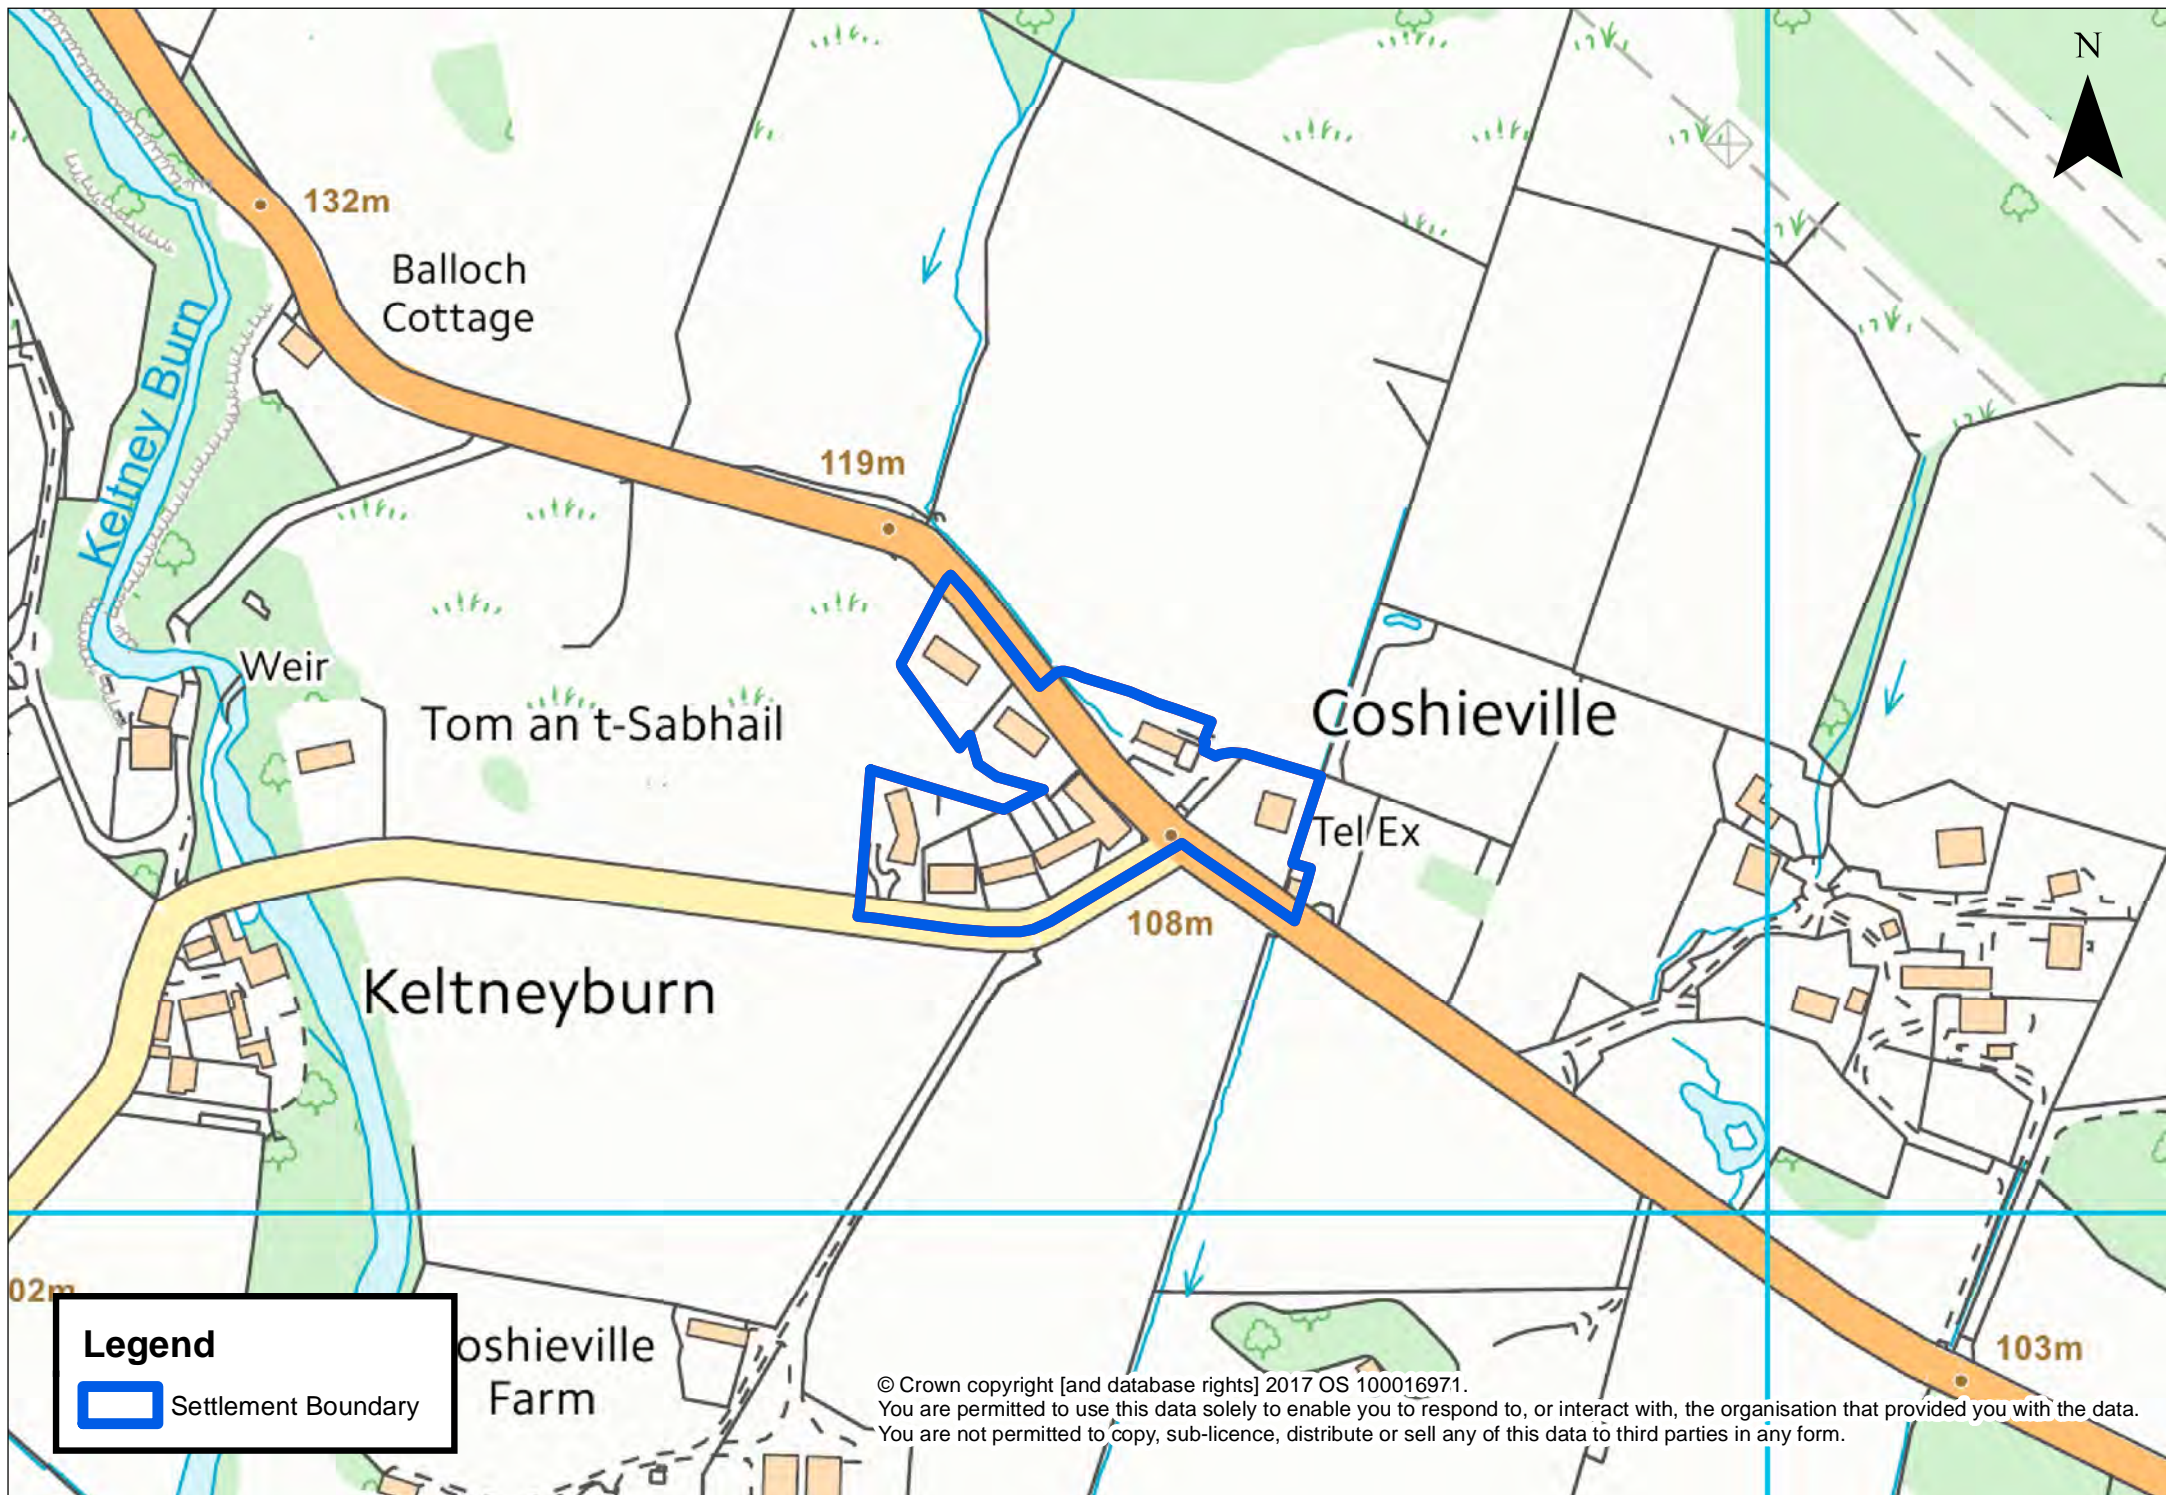 N
132m
Balloch
Cottage
Keltney Burn
119m
Weir
Tom an t-Sabhail
Coshieville
Tel Ex
108m
Keltneyburn
02m
103m
Legend
Settlement Boundary
oshieville
Farm
© Crown copyright [and database rights] 2017 OS 100016971.
You are permitted to use this data solely to enable you to respond to, or interact with, the organisation that provided you with the data.
You are not permitted to copy, sub-licence, distribute or sell any of this data to third parties in any form.